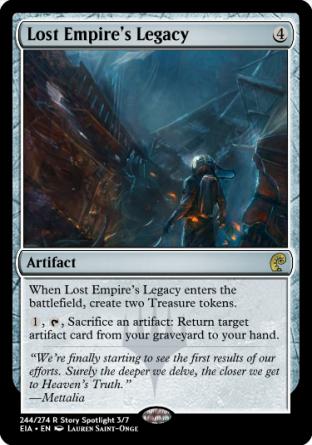 Lost Empire's Legacy 4
Artifact
When Lost Empire's Legacy enters the
battlefield, create two Treasure tokens.
1, , Sacrifice an artifact: Return target
artifact card from your graveyard to your hand.
“We're finally starting to see the first results of our
efforts. Surely the deeper we delve, the closer we get
to Heaven's Truth.”
—Mettalia
244/274 R Story Spotlight 3/7
EIA • EN Lauren Saint-Onge